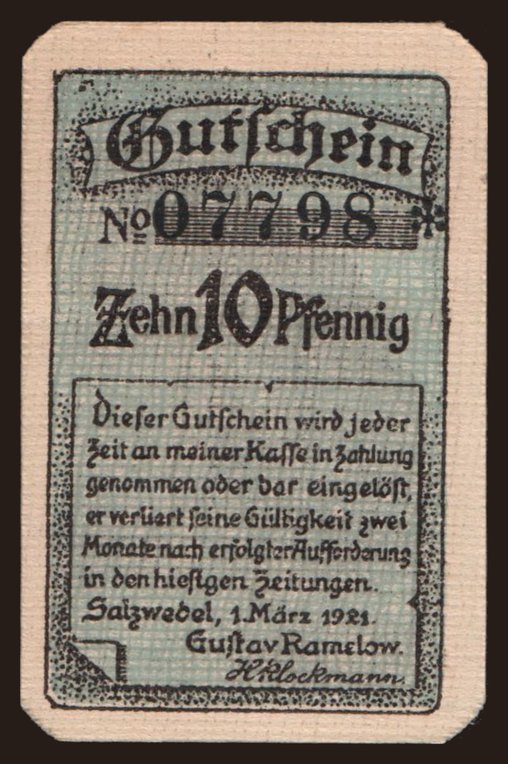 Gutschein
No 07798 *
Zehn 10 Pfennig
Dieser Gutschein wird jeder
Zeit an meiner Kasse in Zahlung
genommen oder bar eingelöst,
er verliert seine Gültigkeit zwei
Monate nach erfolgter Aufforderung
in den hiesigen Zeitungen.
Salzwedel, 1. März 1921.
Gustav Ramelow.
H. Klockmann.